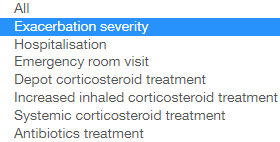 All
Exacerbation severity
Hospitalisation
Emergency room visit
Depot corticosteroid treatment
Increased inhaled corticosteroid treatment
Systemic corticosteroid treatment
Antibiotics treatment